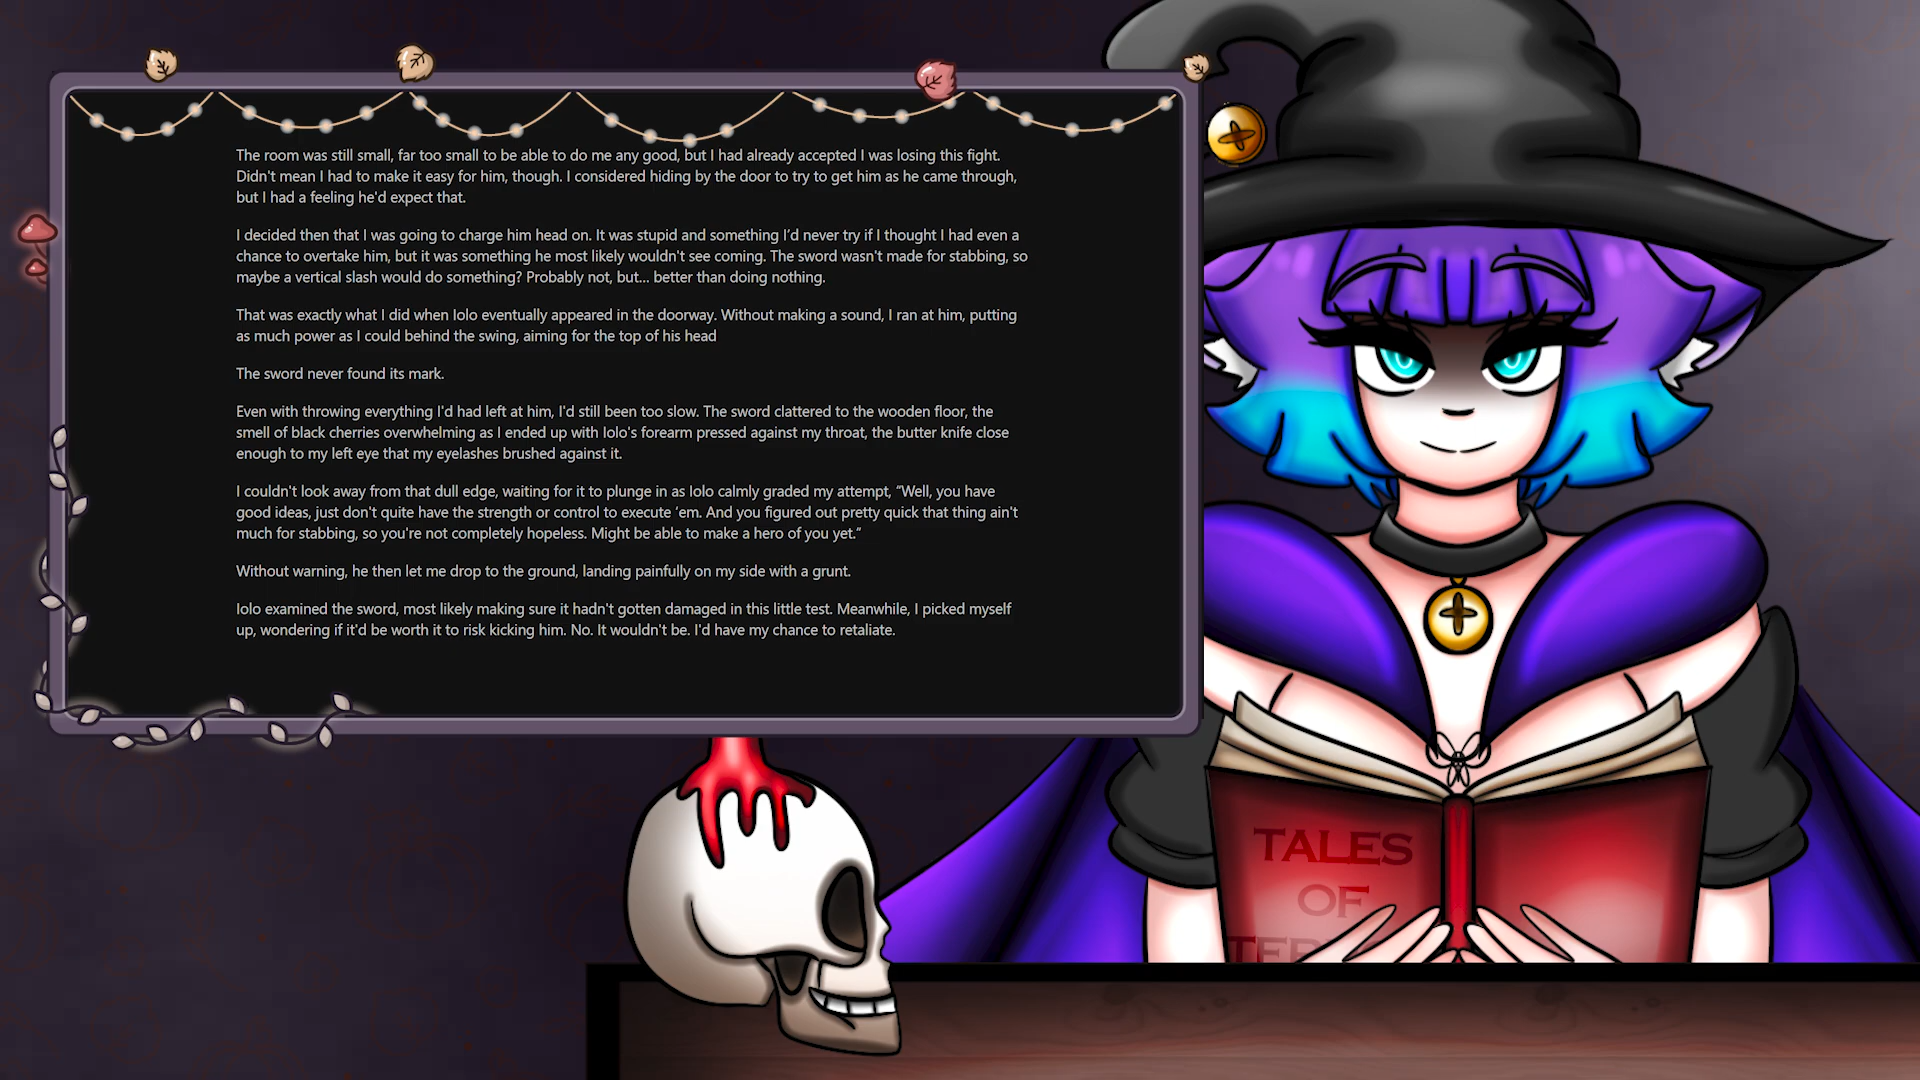 The room was still small, far too small to be able to do me any good, but I had already accepted I was losing this fight.
Didn't mean I had to make it easy for him, though. I considered hiding by the door to try to get him as he came through,
but I had a feeling he'd expect that.
I decided then that I was going to charge him head on. It was stupid and something I’d never try if I thought I had even a
chance to overtake him, but it was something he most likely wouldn't see coming. The sword wasn't made for stabbing, so
maybe a vertical slash would do something? Probably not, but... better than doing nothing.
That was exactly what I did when Iolo eventually appeared in the doorway. Without making a sound, I ran at him, putting
as much power as I could behind the swing, aiming for the top of his head
The sword never found its mark.
Even with throwing everything I'd had left at him, I'd still been too slow. The sword clattered to the wooden floor, the
smell of black cherries overwhelming as I ended up with Iolo's forearm pressed against my throat, the butter knife close
enough to my left eye that my eyelashes brushed against it.
I couldn't look away from that dull edge, waiting for it to plunge in as Iolo calmly graded my attempt, “Well, you have
good ideas, just don't quite have the strength or control to execute ‘em. And you figured out pretty quick that thing ain't
much for stabbing, so you're not completely hopeless. Might be able to make a hero of you yet.”
Without warning, he then let me drop to the ground, landing painfully on my side with a grunt.
Iolo examined the sword, most likely making sure it hadn't gotten damaged in this little test. Meanwhile, I picked myself
up, wondering if it'd be worth it to risk kicking him. No. It wouldn't be. I'd have my chance to retaliate.
TALES
OF